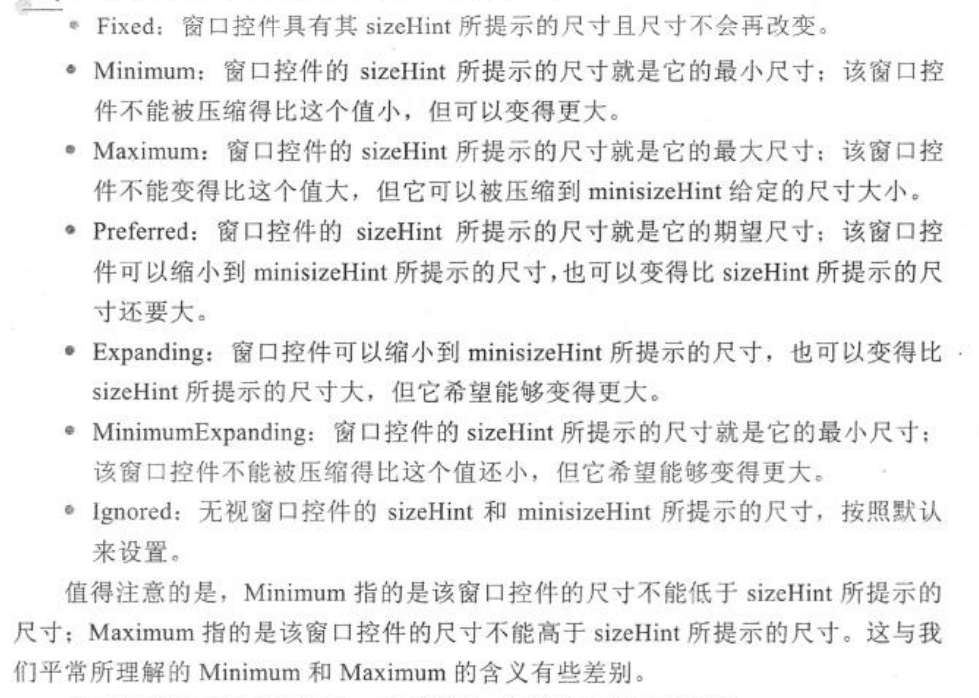 • Fixed：窗口控件具有其 sizeHint 所提示的尺寸且尺寸不会再改变。
• Minimum：窗口控件的 sizeHint 所提示的尺寸就是它的最小尺寸；该窗口控
件不能被压缩得比这个值小，但可以变得更大。
• Maximum：窗口控件的 sizeHint 所提示的尺寸就是它的最大尺寸；该窗口控
件不能变得比这个值大，但它可以被压缩到 minisizeHint 给定的尺寸大小。
• Preferred：窗口控件的 sizeHint 所提示的尺寸就是它的期望尺寸；该窗口控
件可以缩小到 minisizeHint 所提示的尺寸，也可以变得比 sizeHint 所提示的尺
寸还要大。
• Expanding：窗口控件可以缩小到 minisizeHint 所提示的尺寸，也可以变得比
sizeHint 所提示的尺寸大，但它希望能够变得更大。
• MinimumExpanding：窗口控件的 sizeHint 所提示的尺寸就是它的最小尺寸；
该窗口控件不能被压缩得比这个值还小，但它希望能够变得更大。
• Ignored：无视窗口控件的 sizeHint 和 minisizeHint 所提示的尺寸，按照默认
来设置。
值得注意的是，Minimum 指的是该窗口控件的尺寸不能低于 sizeHint 所提示的
尺寸；Maximum 指的是该窗口控件的尺寸不能高于 sizeHint 所提示的尺寸。这与我
们平常所理解的 Minimum 和 Maximum 的含义有些差别。